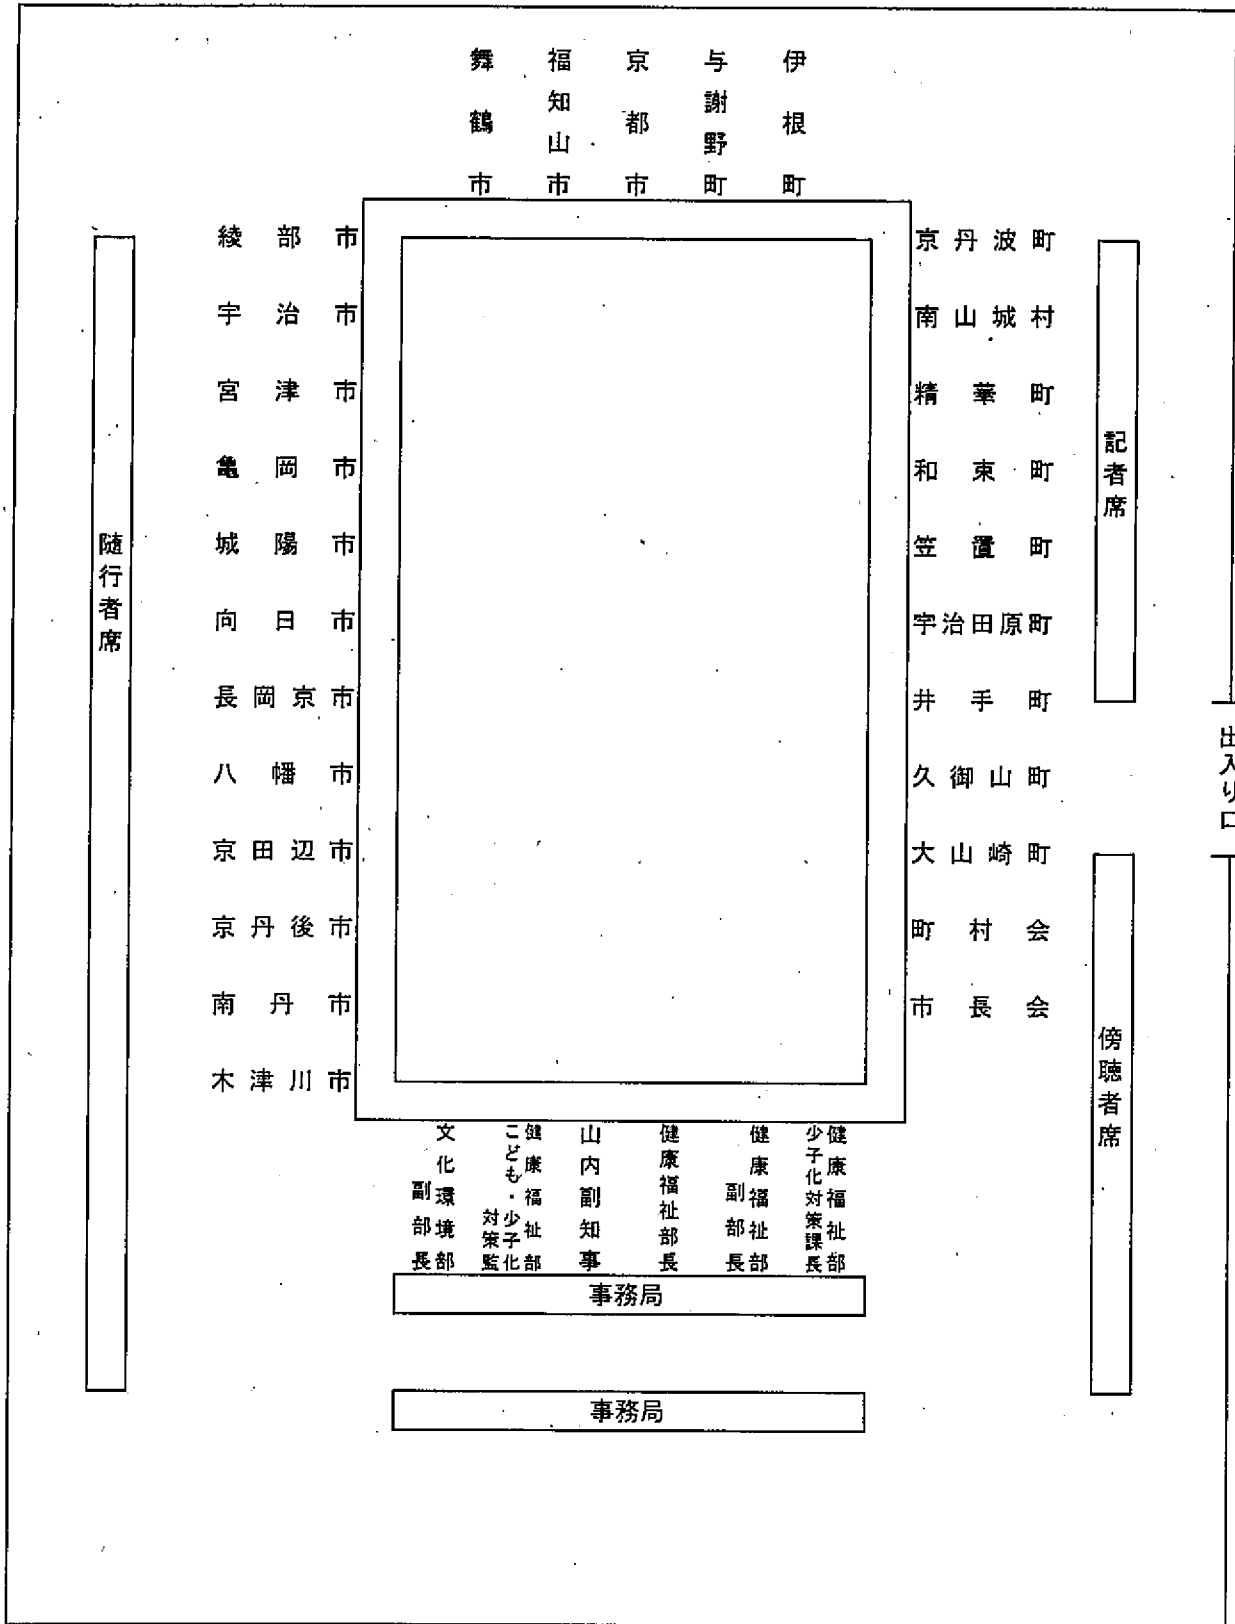 舞鶴市
福知山市
京都市
与謝野町
伊根町
綾部市
宇治市
宮津市
亀岡市
城陽市
向日市
長岡京市
八幡市
京田辺市
京丹後市
南丹市
木津川市
京丹波町
南山城村
精華町
和束町
笠置町
宇治田原町
井手町
久御山町
大山崎町
町村会
市長会
随行者席
記者席
出入り口
傍聴者席
文化環境部
副部長
健康福祉部
こども・少子化
対策監
山内副知事
健康福祉部長
健康福祉部
副部長
健康福祉部
少子化対策課長
事務局
事務局